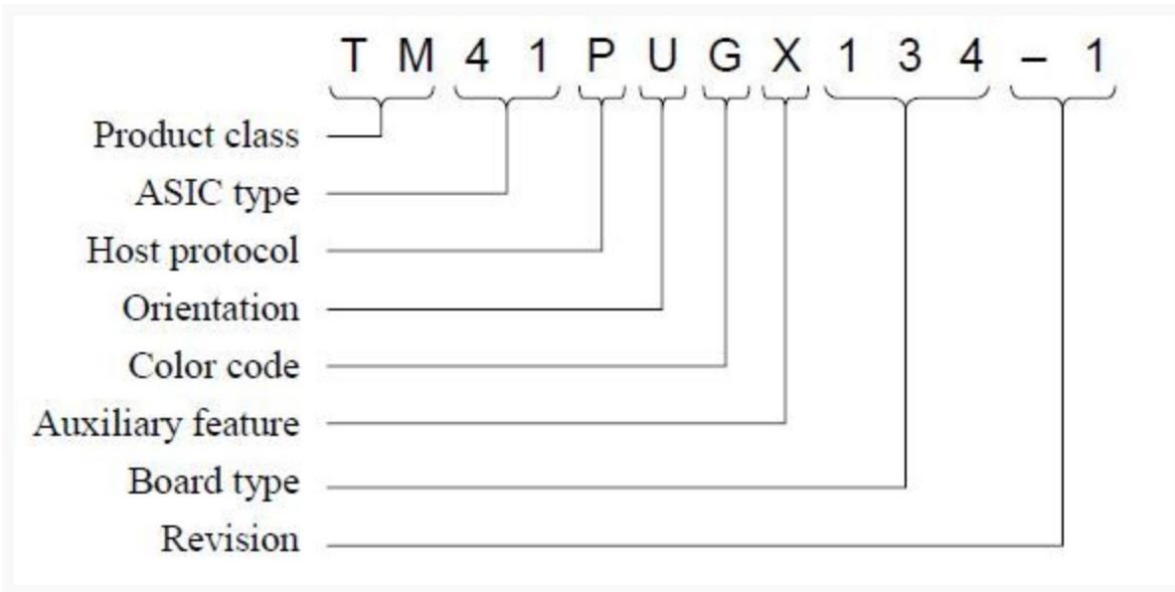 T M 4 1 P U G X 1 3 4 – 1
Product class
ASIC type
Host protocol
Orientation
Color code
Auxiliary feature
Board type
Revision